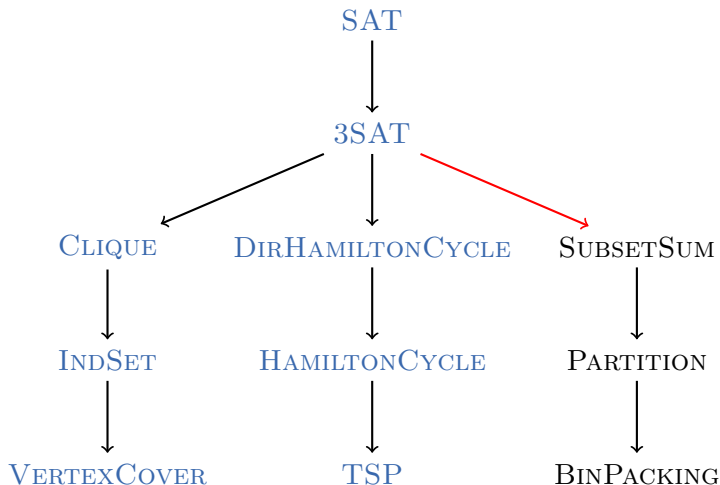 SAT
3SAT
CLIQUE DIRHAMILTONCYCLE SUBSETSUM
INDSET HAMILTONCYCLE PARTITION
VERTEXCOVER TSP BINPACKING